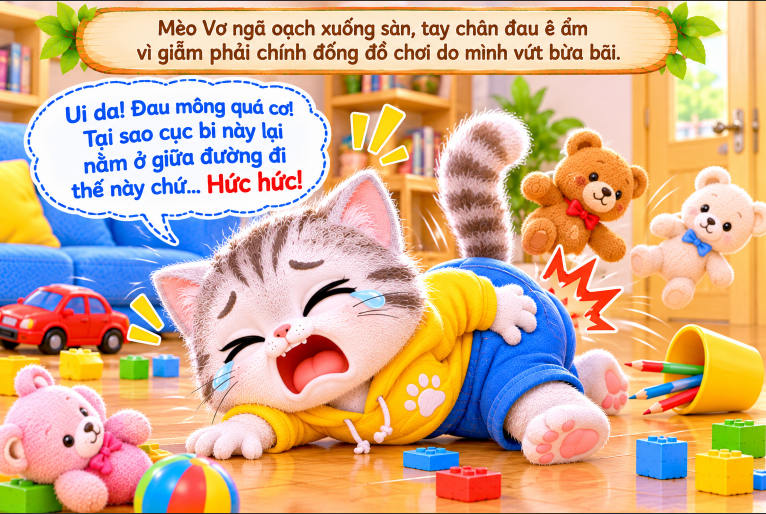 Mèo Vơ ngã oạch xuống sàn, tay chân đau ê ẩm
vì giẫm phải chính đống đồ chơi do mình vứt bừa bãi.
Ui da! Đau mông quá cơ!
Tại sao cục bi này lại
nằm ở giữa đường đi
thế này chứ... Hức hức!